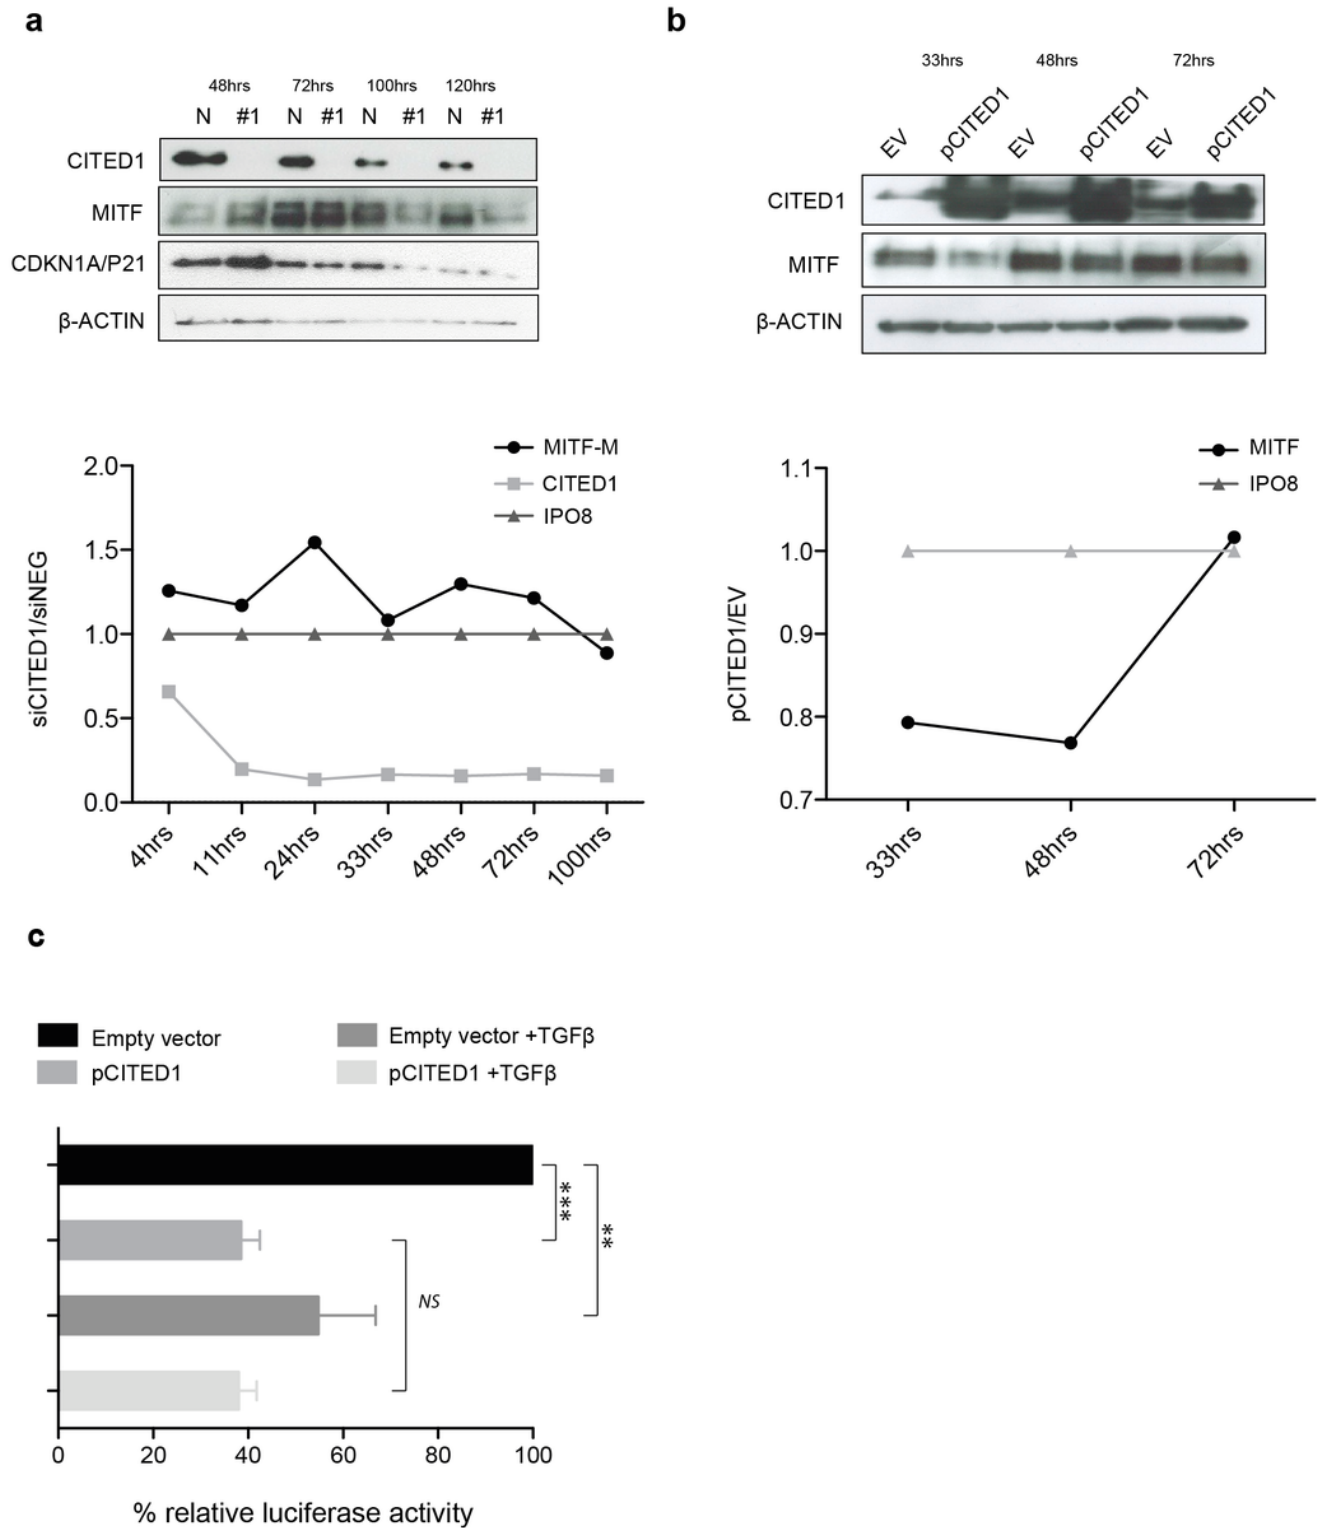 a
48hrs 72hrs 100hrs 120hrs
N #1 N #1 N #1 N #1
CITED1
MITF
CDKN1A/P21
β-ACTIN
2.0
1.5
1.0
0.5
0.0
siCITED1/siNEG
MITF-M
CITED1
IPO8
4hrs 11hrs 24hrs 33hrs 48hrs 72hrs 100hrs
b
33hrs 48hrs 72hrs
EV pCITED1 EV pCITED1 EV pCITED1
CITED1
MITF
β-ACTIN
1.1
1.0
0.9
0.8
0.7
pCITED1/EV
MITF
IPO8
33hrs 48hrs 72hrs
c
Empty vector Empty vector +TGFβ
pCITED1 pCITED1 +TGFβ
***
**
NS
0 20 40 60 80 100
% relative luciferase activity